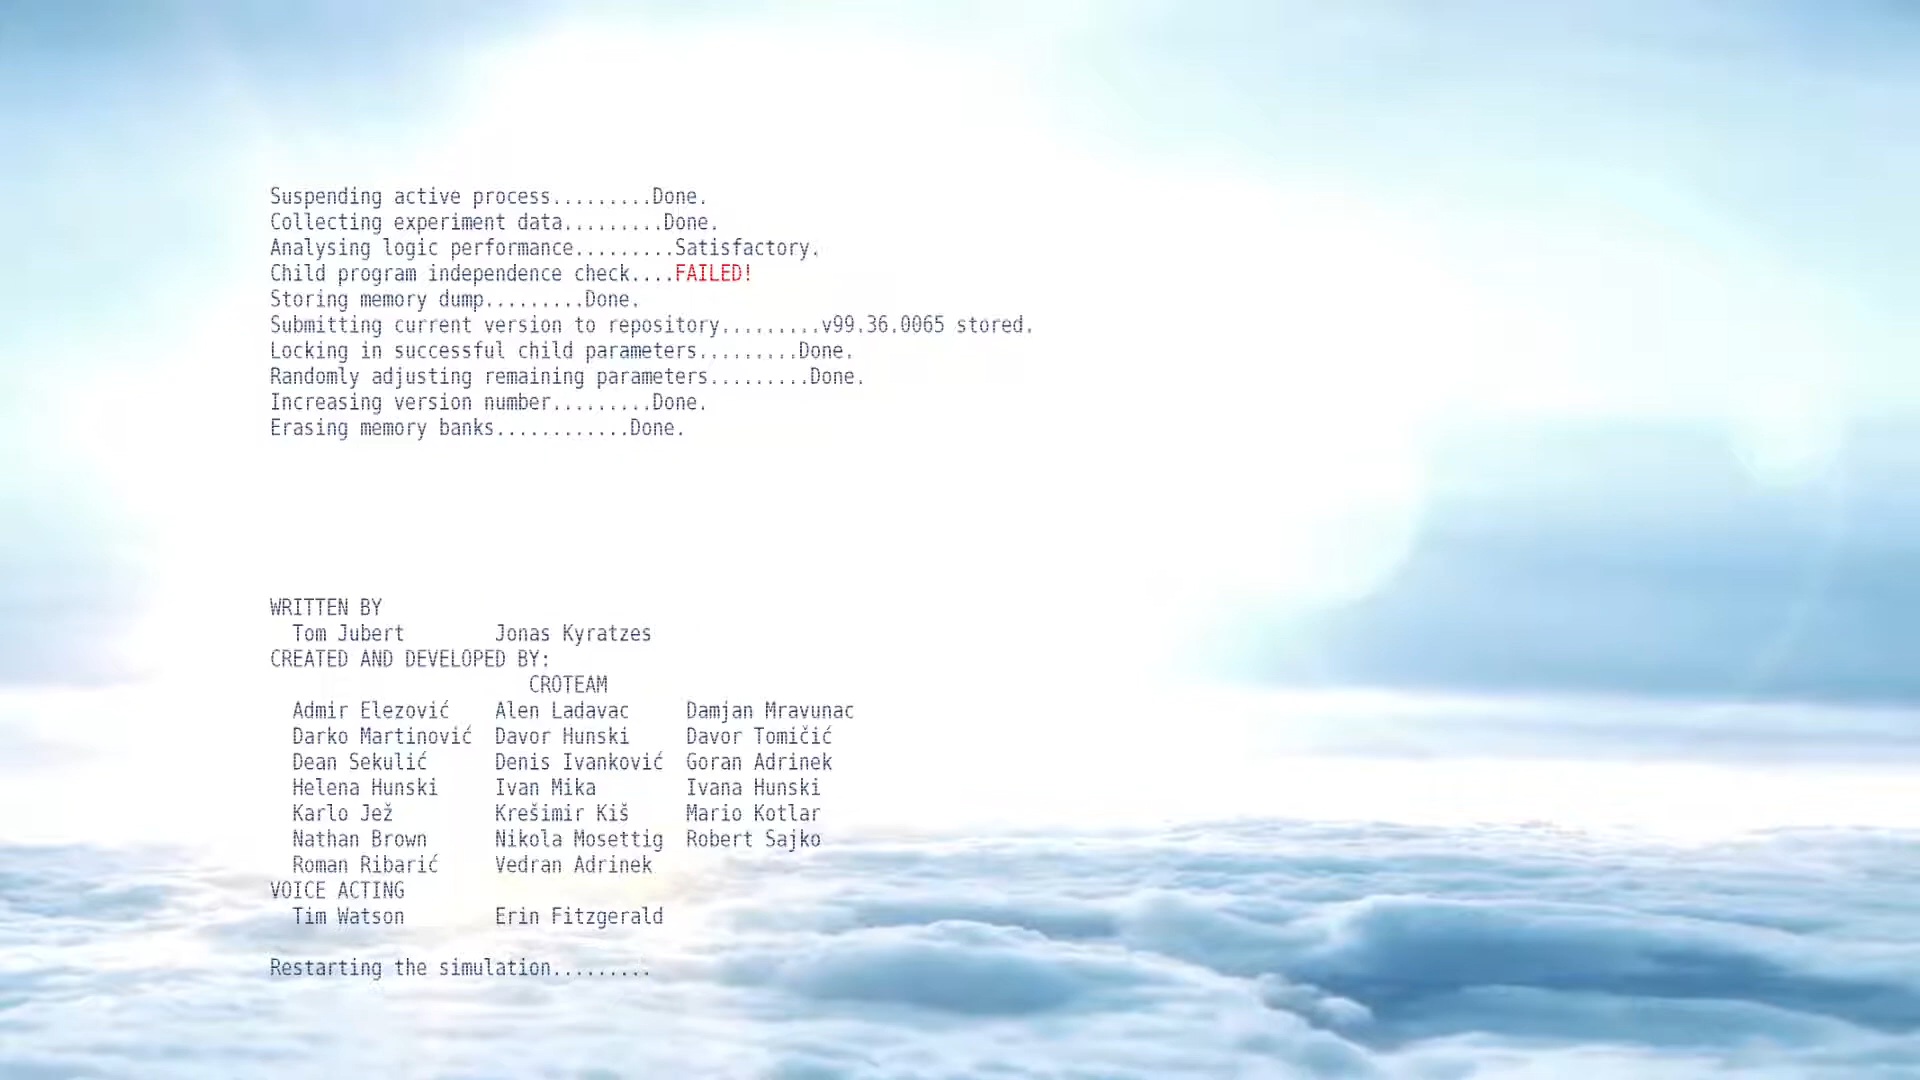 Suspending active process.........Done.
Collecting experiment data.........Done.
Analysing logic performance.........Satisfactory.
Child program independence check....FAILED!
Storing memory dump.........Done.
Submitting current version to repository.........v99.36.0065 stored.
Locking in successful child parameters.........Done.
Randomly adjusting remaining parameters.........Done.
Increasing version number.........Done.
Erasing memory banks............Done.
WRITTEN BY
Tom Jubert Jonas Kyratzes
CREATED AND DEVELOPED BY:
CROTEAM
Admir Elezović Alen Ladavac Damjan Mravunac
Darko Martinović Davor Hunski Davor Tomičić
Dean Sekulić Denis Ivanković Goran Adrinek
Helena Hunski Ivan Mika Ivana Hunski
Karlo Jež Krešimir Kiš Mario Kotlar
Nathan Brown Nikola Mosettig Robert Sajko
Roman Ribarić Vedran Adrinek
VOICE ACTING
Tim Watson Erin Fitzgerald
Restarting the simulation.........